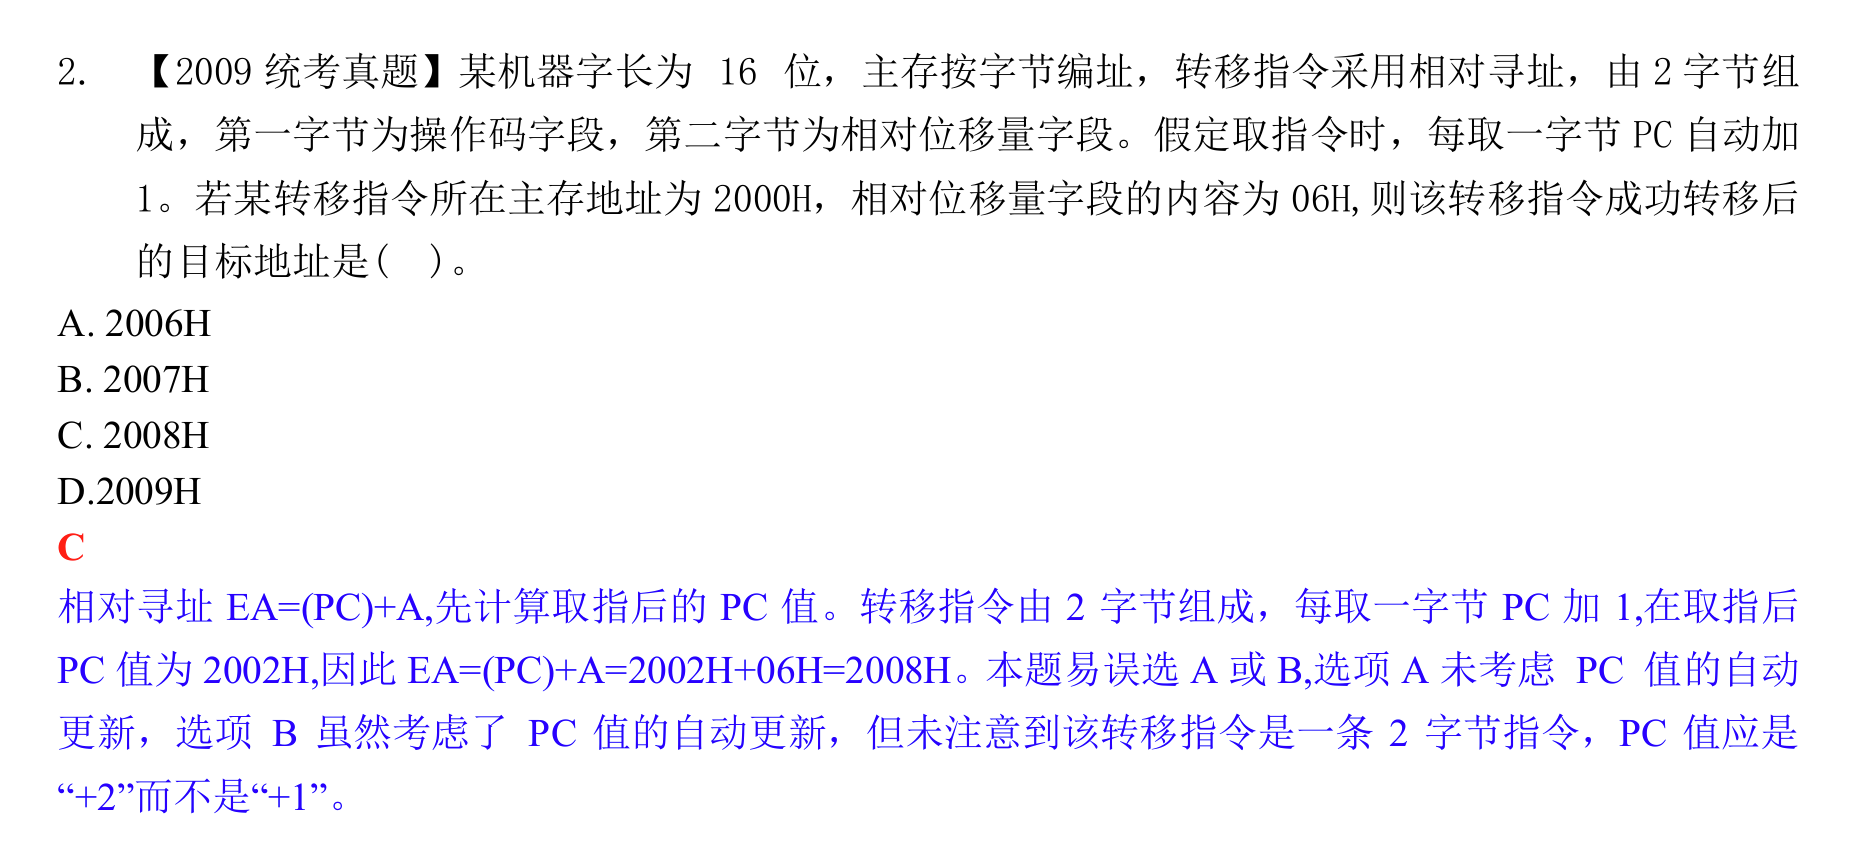 2. 【2009 统考真题】某机器字长为 16 位，主存按字节编址，转移指令采用相对寻址，由 2 字节组
成，第一字节为操作码字段，第二字节为相对位移量字段。假定取指令时，每取一字节 PC 自动加
1。若某转移指令所在主存地址为 2000H，相对位移量字段的内容为 06H,则该转移指令成功转移后
的目标地址是( )。
A. 2006H
B. 2007H
C. 2008H
D.2009H
C
相对寻址 EA=(PC)+A,先计算取指后的 PC 值。转移指令由 2 字节组成，每取一字节 PC 加 1,在取指后
PC 值为 2002H,因此 EA=(PC)+A=2002H+06H=2008H。本题易误选 A 或 B,选项 A 未考虑 PC 值的自动
更新，选项 B 虽然考虑了 PC 值的自动更新，但未注意到该转移指令是一条 2 字节指令，PC 值应是
“+2”而不是“+1”。